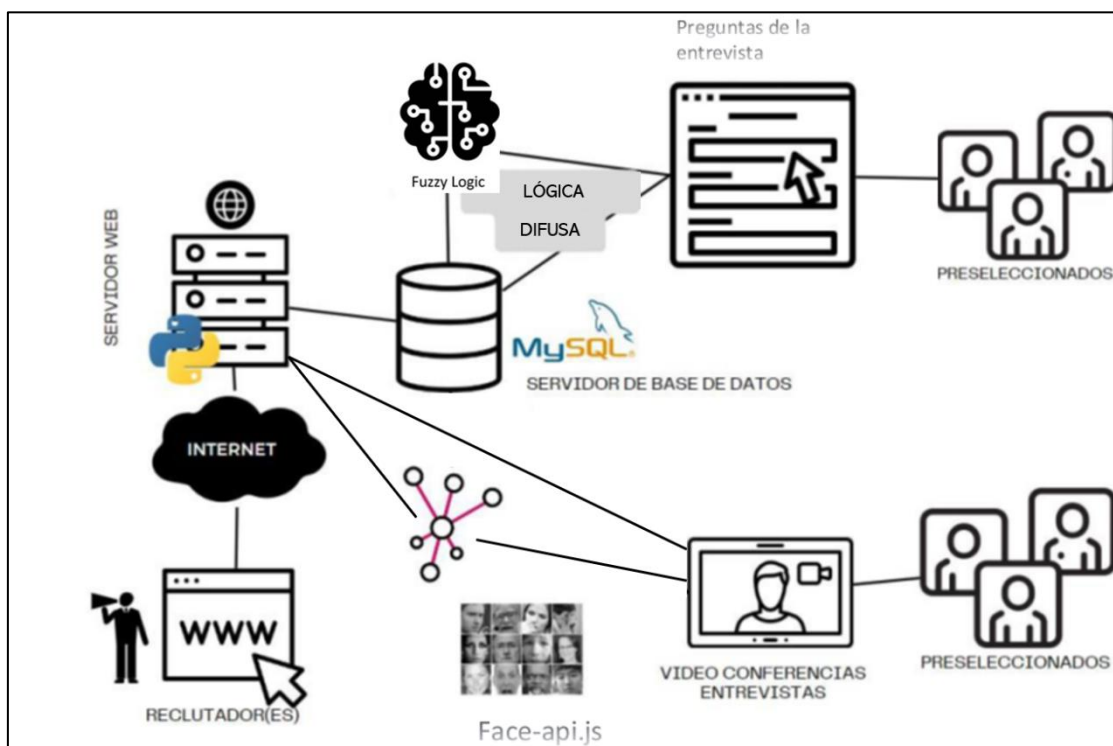 Preguntas de la
entrevista
Fuzzy Logic
LÓGICA
DIFUSA
SERVIDOR WEB
PRESELECCIONADOS
MySQL
SERVIDOR DE BASE DE DATOS
INTERNET
WWW
RECLUTADOR(ES)
VIDEO CONFERENCIAS
ENTREVISTAS
PRESELECCIONADOS
Face-api.js